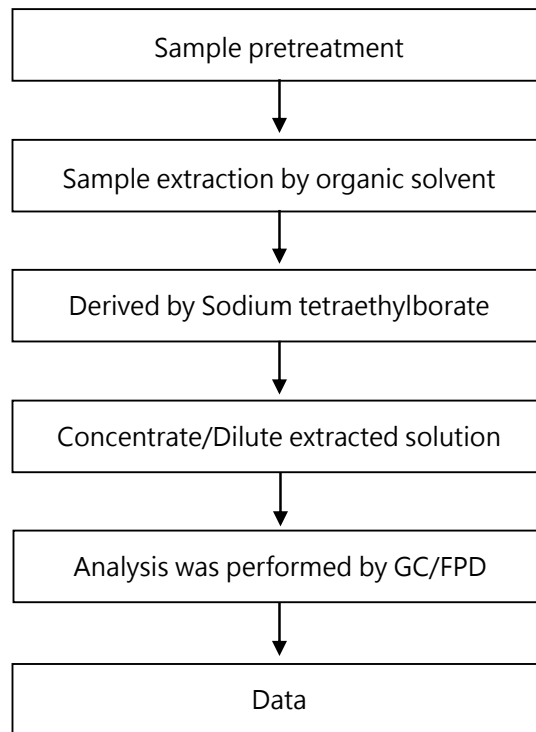 Sample pretreatment
Sample extraction by organic solvent
Derived by Sodium tetraethylborate
Concentrate/Dilute extracted solution
Analysis was performed by GC/FPD
Data